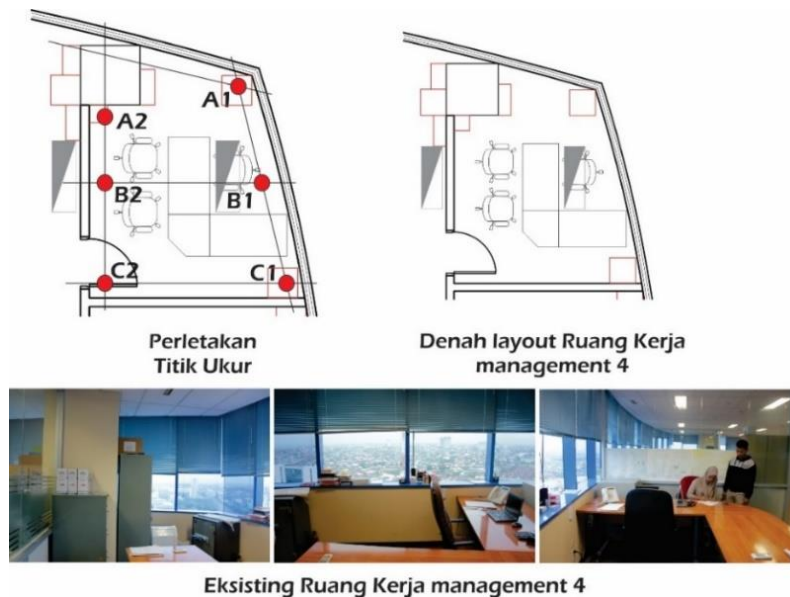 A1
A2
B2
B1
C2
C1
Perletakan
Titik Ukur
Denah layout Ruang Kerja
management 4
Eksisting Ruang Kerja management 4